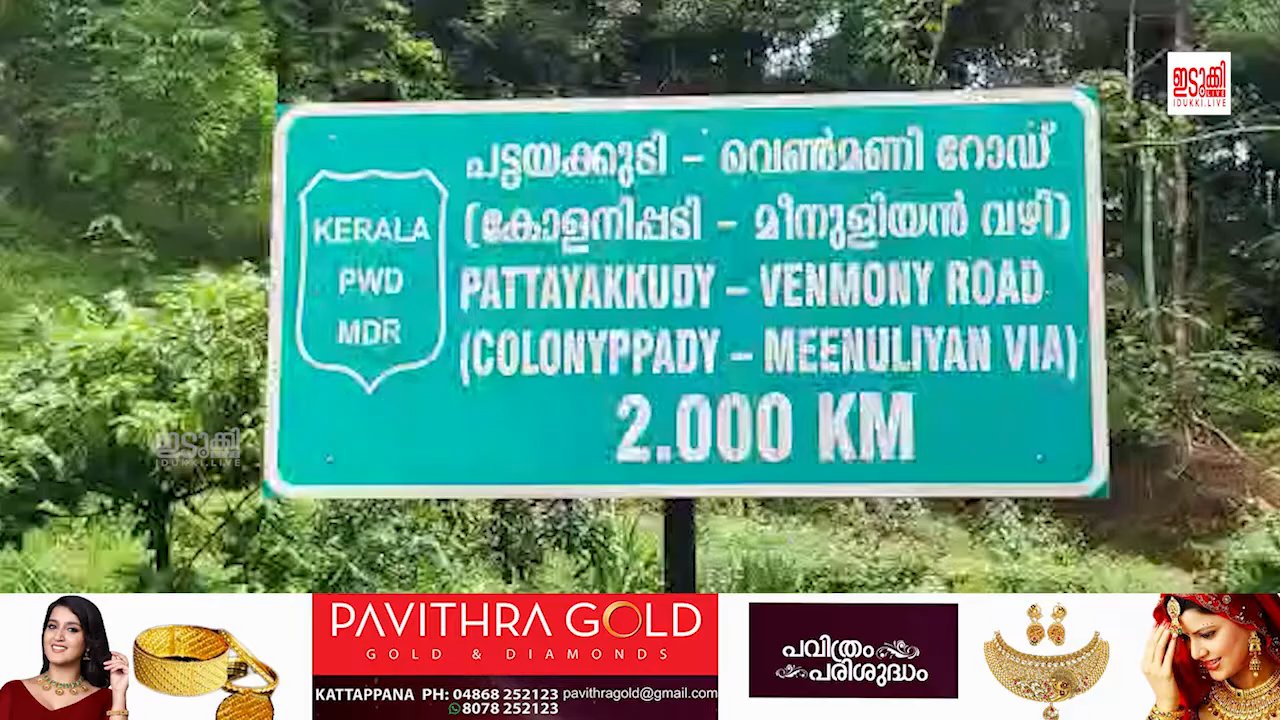 ഇടുക്കി
LIVE
IDUKKI.LIVE
പട്ടയക്കുടി – വെൺമണി റോഡ്
(കോളനിപ്പടി – മീനുളിയൻ വഴി)
KERALA
PWD
MDR
PATTAYAKKUDY – VENMONY ROAD
(COLONYPPADY – MEENULIYAN VIA)
2.000 KM
ഇടുക്കി
IDUKKI.LIVE
PAVITHRA GOLD
GOLD & DIAMONDS
KATTAPPANA PH: 04868 252123 pavithragold@gmail.com
8078 252123
പവിത്രം
പരിശുദ്ധം